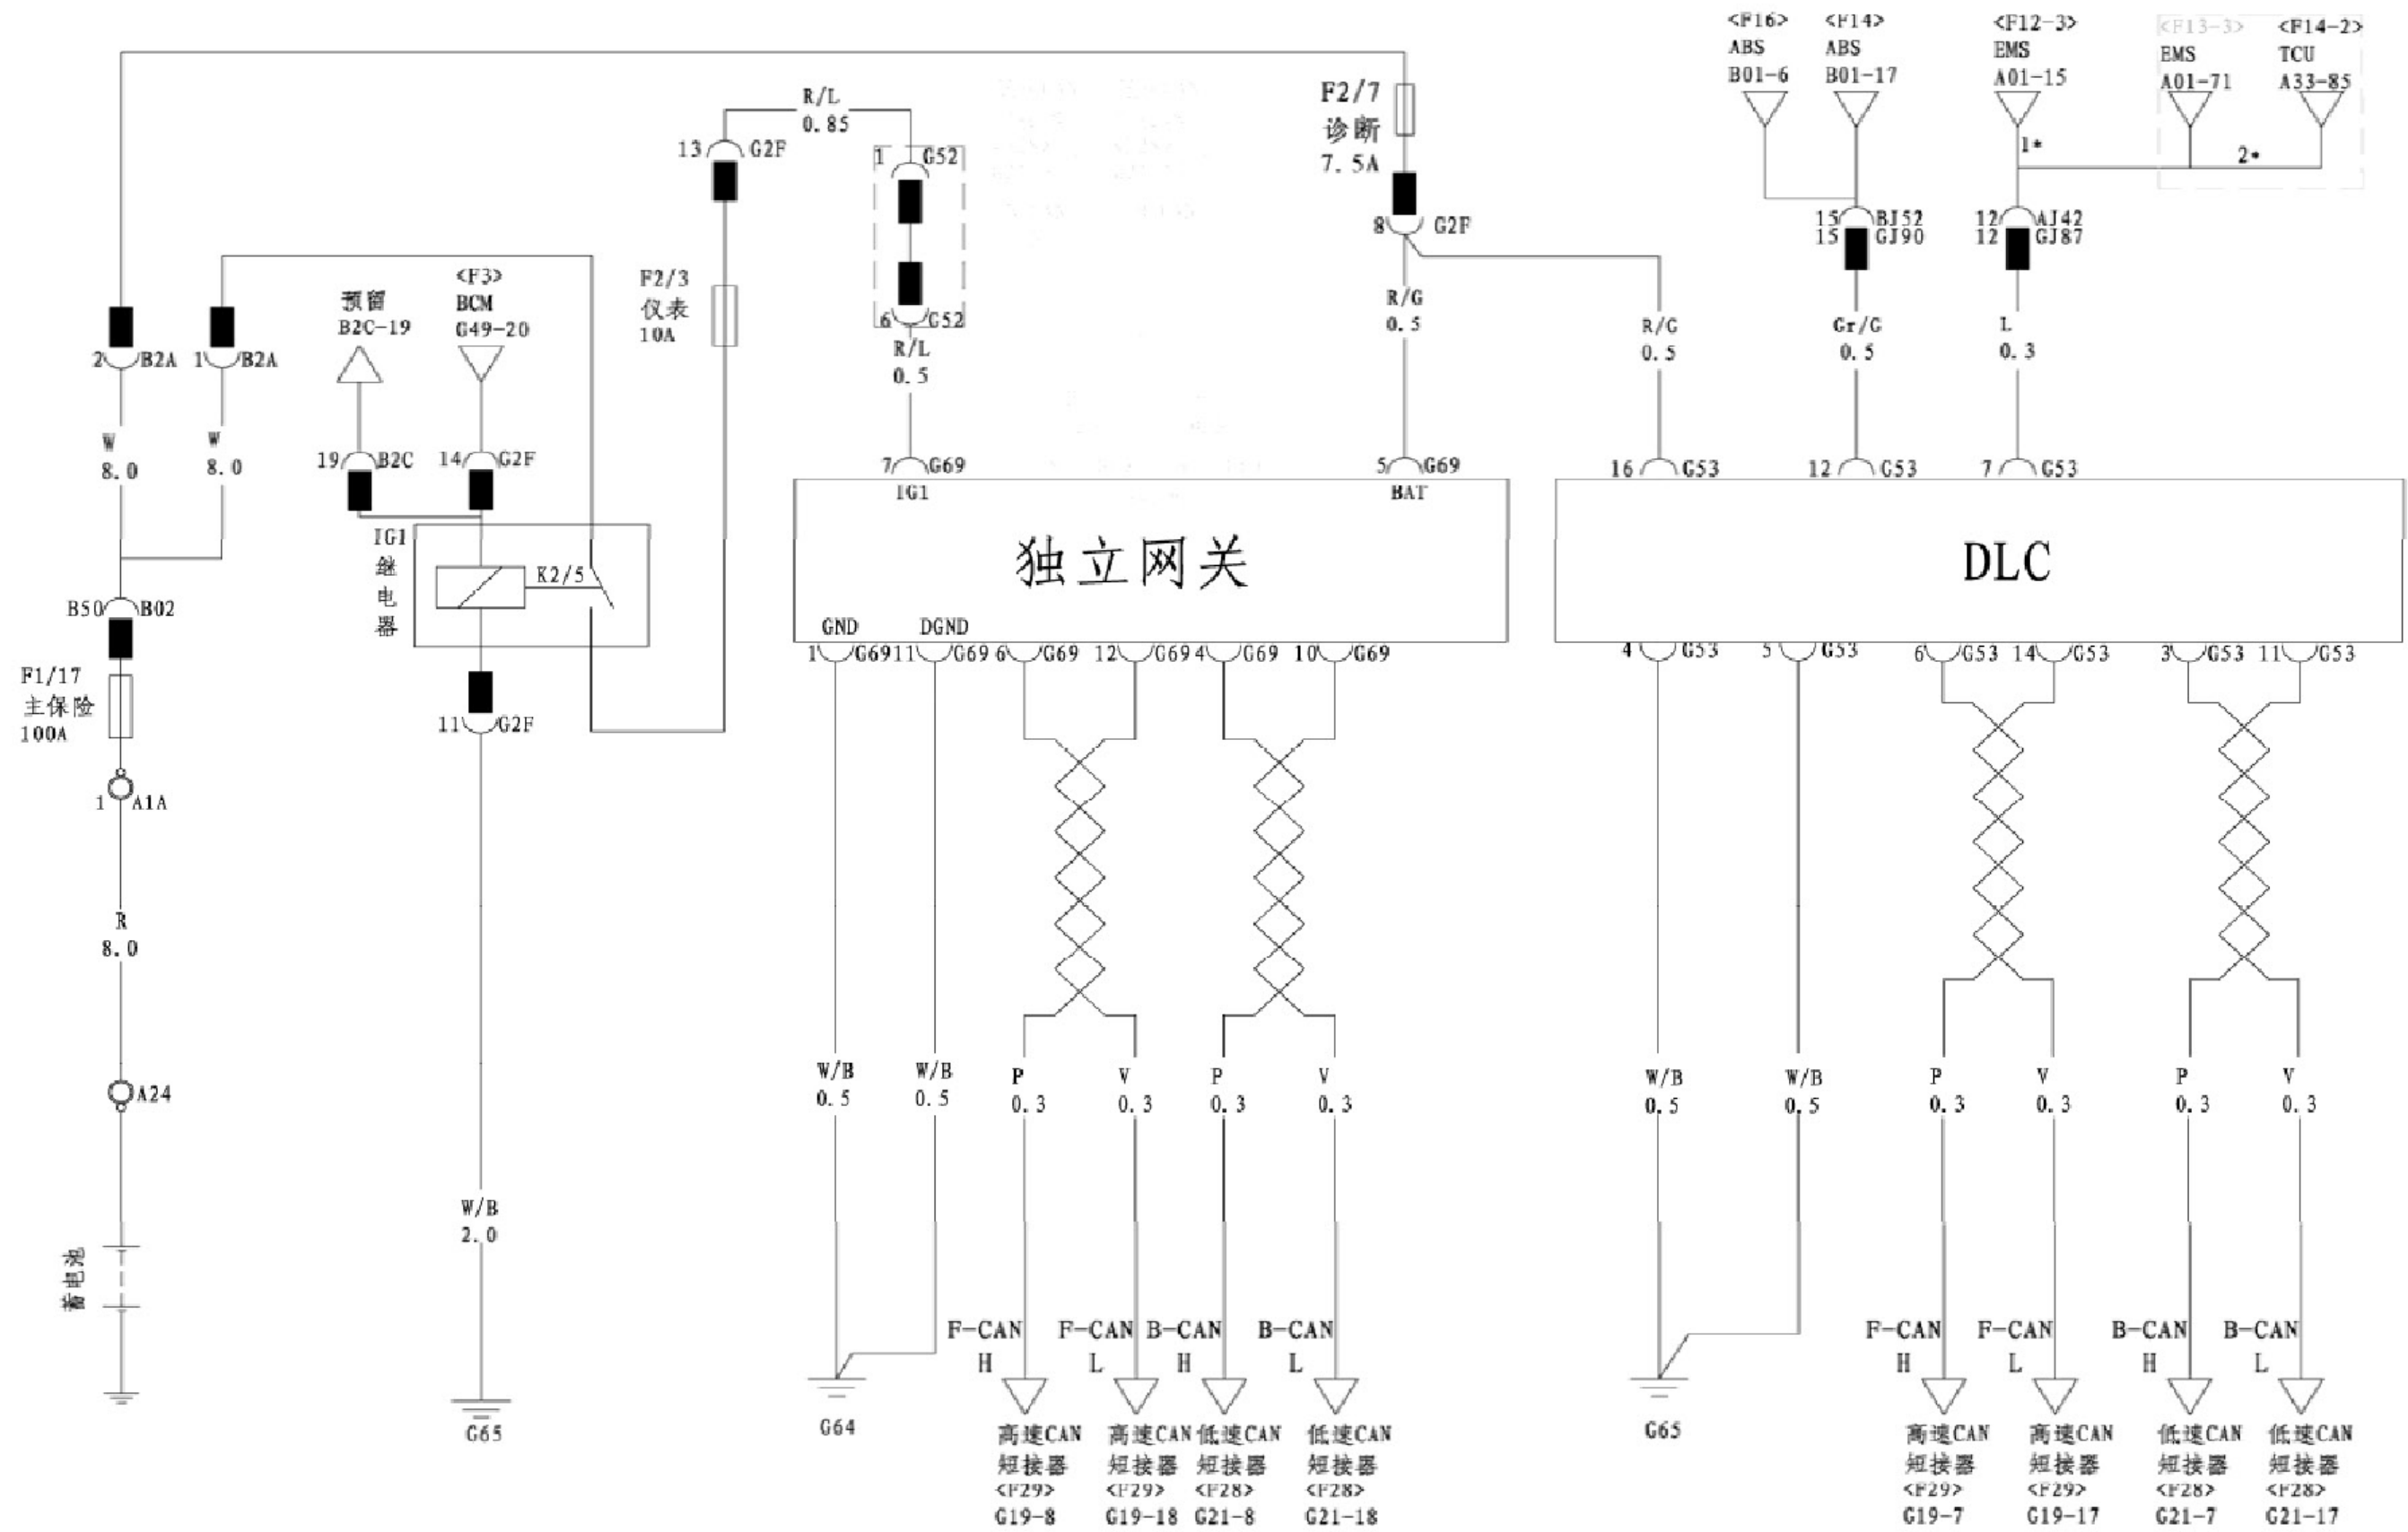 <F16>
ABS
B01-6
<F14>
ABS
B01-17
<F12-3>
EMS
A01-15
<F13-3>
EMS
A01-71
<F14-2>
TCU
A33-85
1*
2*
R/L
0.85
13 G2F
1 G52
F2/7
诊断
7.5A
8 G2F
15 BJ52
15 GJ90
12 AJ42
12 GJ87
预留
B2C-19
<F3>
BCM
G49-20
F2/3
仪表
10A
6 G52
R/L
0.5
R/G
0.5
R/G
0.5
Gr/G
0.5
L
0.3
2 B2A
1 B2A
W
8.0
W
8.0
19 B2C
14 G2F
7 G69
5 G69
16 G53
12 G53
7 G53
IG1
BAT
独立网关
DLC
IG1
继
电
器
K2/5
B50 B02
GND
DGND
1 G69
11 G69
6 G69
12 G69
4 G69
10 G69
4 G53
5 G53
6 G53
14 G53
3 G53
11 G53
F1/17
主保险
100A
11 G2F
1 A1A
R
8.0
A24
W/B
0.5
W/B
0.5
P
0.3
V
0.3
P
0.3
V
0.3
W/B
0.5
W/B
0.5
P
0.3
V
0.3
P
0.3
V
0.3
W/B
2.0
蓄电池
F-CAN
H
F-CAN
L
B-CAN
H
B-CAN
L
F-CAN
H
F-CAN
L
B-CAN
H
B-CAN
L
G65
G64
G65
高速CAN
短接器
<F29>
G19-8
高速CAN
短接器
<F29>
G19-18
低速CAN
短接器
<F28>
G21-8
低速CAN
短接器
<F28>
G21-18
高速CAN
短接器
<F29>
G19-7
高速CAN
短接器
<F29>
G19-17
低速CAN
短接器
<F28>
G21-7
低速CAN
短接器
<F28>
G21-17